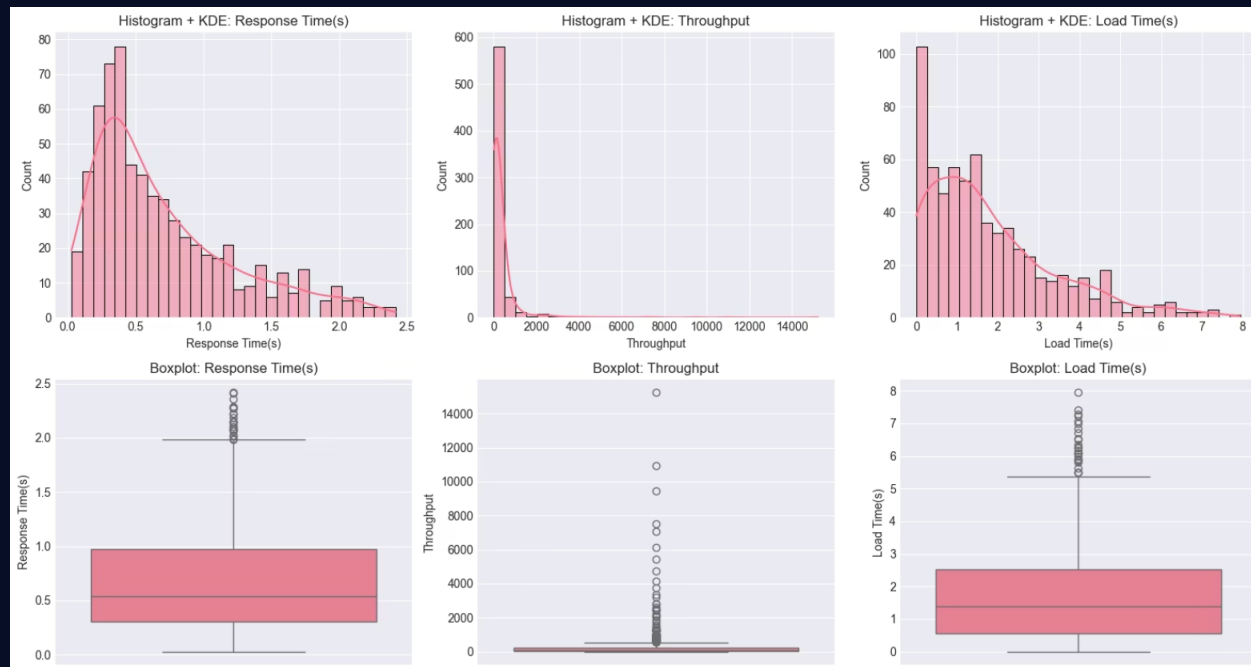 Histogram + KDE: Response Time(s)
80
70
60
50
40
30
20
10
0
Count
0.0 0.5 1.0 1.5 2.0 2.5
Response Time(s)
Histogram + KDE: Throughput
600
500
400
300
200
100
0
Count
0 2000 4000 6000 8000 10000 12000 14000
Throughput
Histogram + KDE: Load Time(s)
100
80
60
40
20
0
Count
0 1 2 3 4 5 6 7 8
Load Time(s)
Boxplot: Response Time(s)
2.5
2.0
1.5
1.0
0.5
0.0
Response Time(s)
Boxplot: Throughput
14000
12000
10000
8000
6000
4000
2000
0
Throughput
Boxplot: Load Time(s)
8
7
6
5
4
3
2
1
0
Load Time(s)